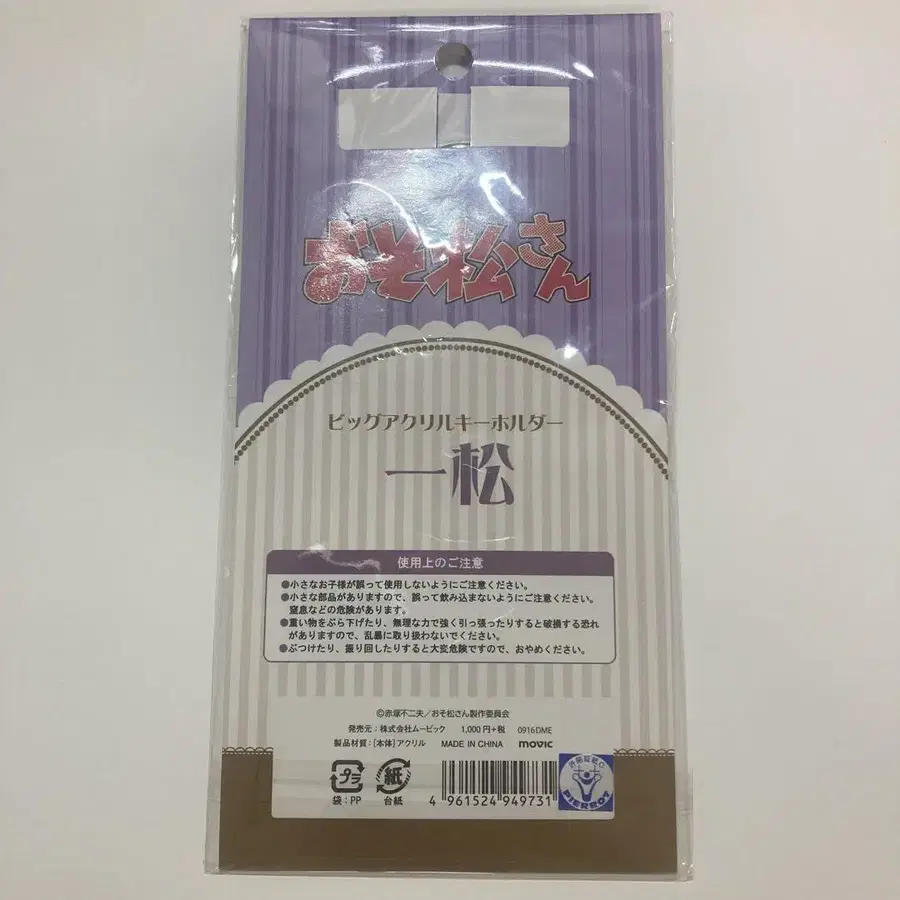 おそ松さん
ビッグアクリルキーホルダー
一松
使用上のご注意
●小さなお子様が誤って使用しないようにご注意ください。
●小さな部品がありますので、誤って飲み込まないようにご注意ください。
窒息などの危険があります。
●重い物をぶら下げたり、無理な力で強く引っ張ったりすると破損する恐れ
がありますので、乱暴に取り扱わないでください。
●ぶつけたり、振り回したりすると大変危険ですので、おやめください。
©赤塚不二夫／おそ松さん製作委員会
発売元：株式会社ムービック 1,000円+税 0916DME
製品材質：[本体]アクリル MADE IN CHINA movic
プラ
袋：PP
紙
台紙
4 961524 949731
PIERROT